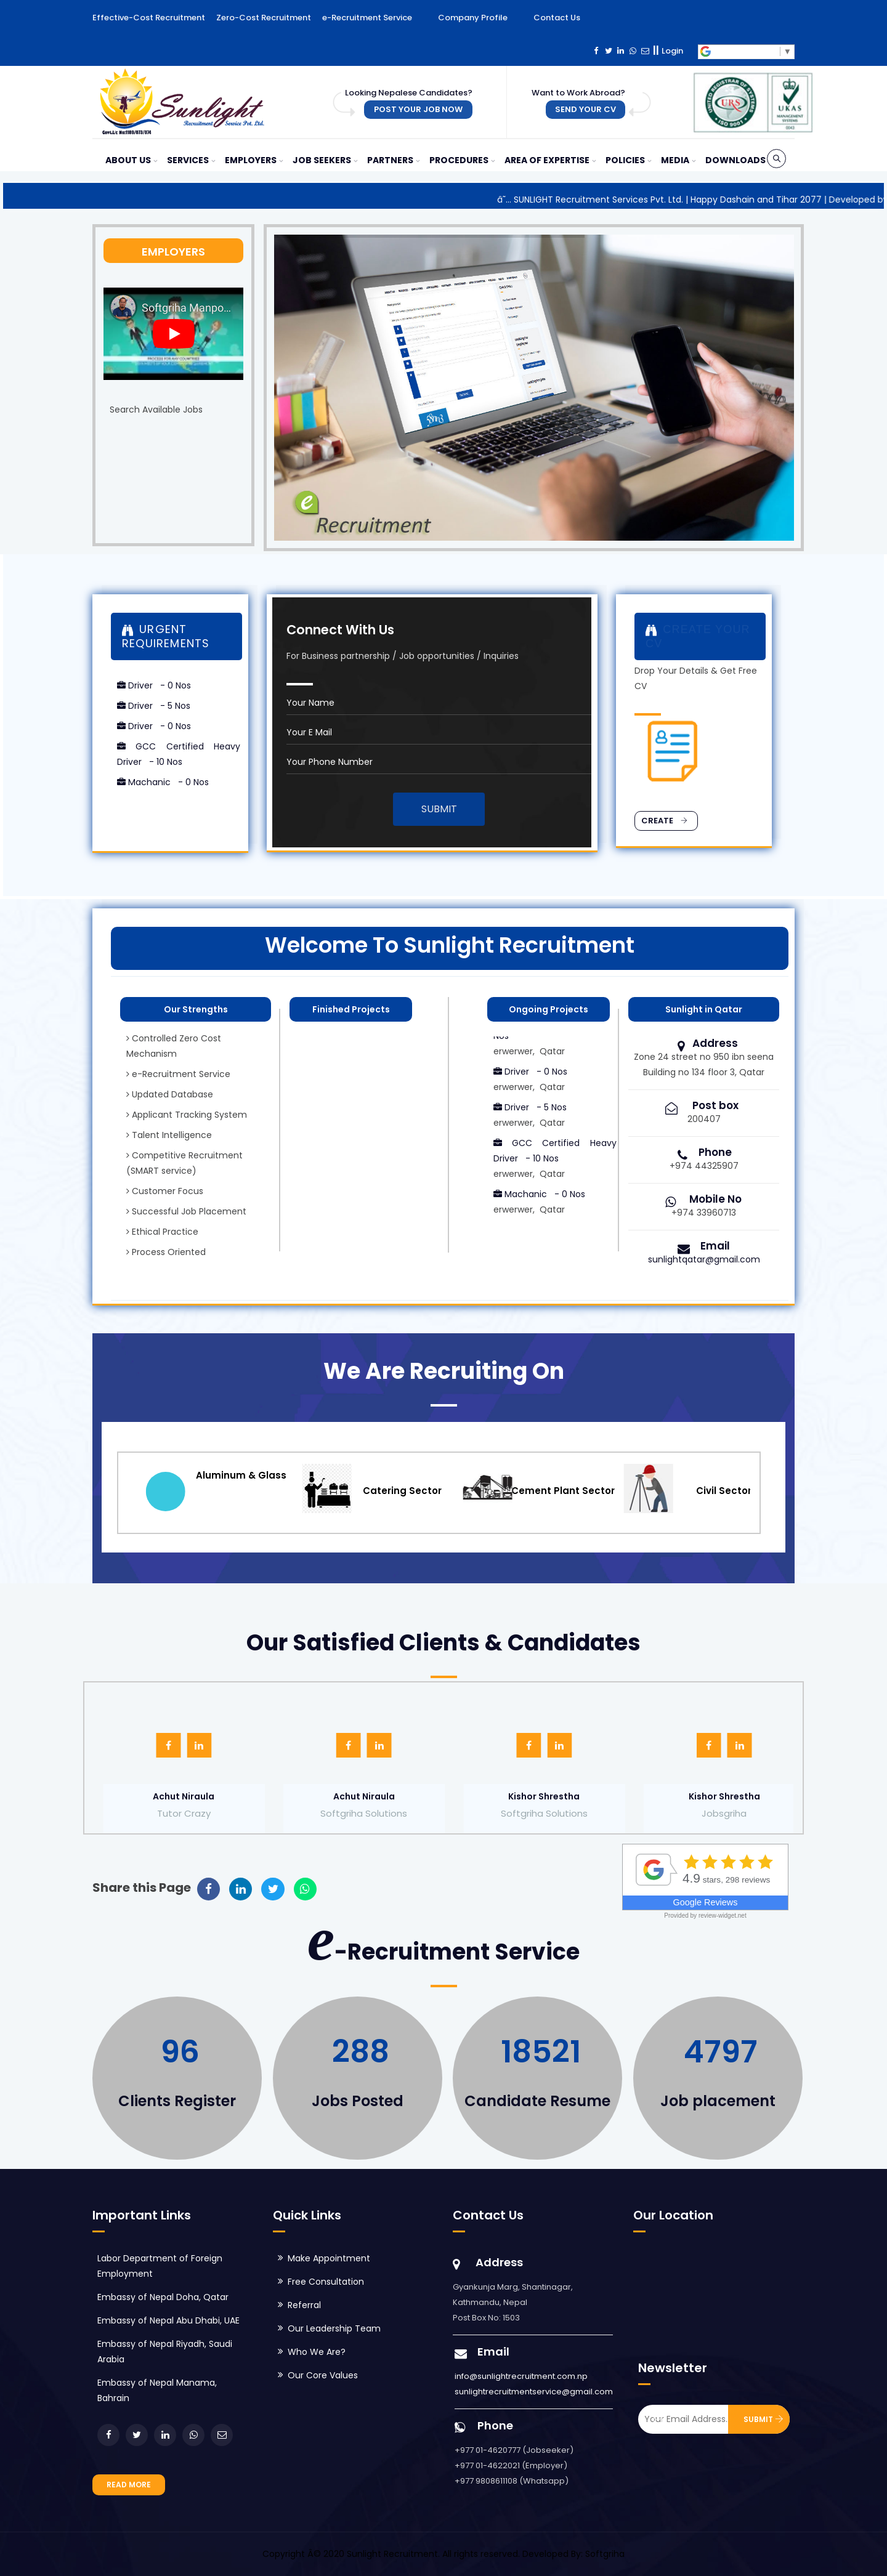 Effective-Cost Recruitment Zero-Cost Recruitment e-Recruitment Service Company Profile Contact Us
Login
Sunlight
Recruitment Service Pvt. Ltd.
Looking Nepalese Candidates?
POST YOUR JOB NOW
Want to Work Abroad?
SEND YOUR CV
URS
UKAS
MANAGEMENT SYSTEMS
ABOUT US SERVICES EMPLOYERS JOB SEEKERS PARTNERS PROCEDURES AREA OF EXPERTISE POLICIES MEDIA DOWNLOADS
SUNLIGHT Recruitment Services Pvt. Ltd. | Happy Dashain and Tihar 2077 | Developed by
EMPLOYERS
Softgriha Manpo...
Search Available Jobs
e
Recruitment
URGENT
REQUIREMENTS
Driver - 0 Nos
Driver - 5 Nos
Driver - 0 Nos
GCC Certified Heavy
Driver - 10 Nos
Machanic - 0 Nos
Connect With Us
For Business partnership / Job opportunities / Inquiries
Your Name
Your E Mail
Your Phone Number
SUBMIT
CREATE YOUR
CV
Drop Your Details & Get Free
CV
CREATE
Welcome To Sunlight Recruitment
Our Strengths
Controlled Zero Cost
Mechanism
e-Recruitment Service
Updated Database
Applicant Tracking System
Talent Intelligence
Competitive Recruitment
(SMART service)
Customer Focus
Successful Job Placement
Ethical Practice
Process Oriented
Finished Projects
Ongoing Projects
Nos
erwerwer, Qatar
Driver - 0 Nos
erwerwer, Qatar
Driver - 5 Nos
erwerwer, Qatar
GCC Certified Heavy
Driver - 10 Nos
erwerwer, Qatar
Machanic - 0 Nos
erwerwer, Qatar
Sunlight in Qatar
Address
Zone 24 street no 950 ibn seena
Building no 134 floor 3, Qatar
Post box
200407
Phone
+974 44325907
Mobile No
+974 33960713
Email
sunlightqatar@gmail.com
We Are Recruiting On
Aluminum & Glass
Catering Sector
Cement Plant Sector
Civil Sector
Our Satisfied Clients & Candidates
Achut Niraula
Tutor Crazy
Achut Niraula
Softgriha Solutions
Kishor Shrestha
Softgriha Solutions
Kishor Shrestha
Jobsgriha
Share this Page
4.9 stars, 298 reviews
Google Reviews
Provided by review-widget.net
e-Recruitment Service
96
Clients Register
288
Jobs Posted
18521
Candidate Resume
4797
Job placement
Important Links
Labor Department of Foreign
Employment
Embassy of Nepal Doha, Qatar
Embassy of Nepal Abu Dhabi, UAE
Embassy of Nepal Riyadh, Saudi
Arabia
Embassy of Nepal Manama,
Bahrain
READ MORE
Quick Links
Make Appointment
Free Consultation
Referral
Our Leadership Team
Who We Are?
Our Core Values
Contact Us
Address
Gyankunja Marg, Shantinagar,
Kathmandu, Nepal
Post Box No: 1503
Email
info@sunlightrecruitment.com.np
sunlightrecruitmentservice@gmail.com
Phone
+977 01-4620777 (Jobseeker)
+977 01-4622021 (Employer)
+977 9808611108 (Whatsapp)
Our Location
Newsletter
Your Email Address.
SUBMIT